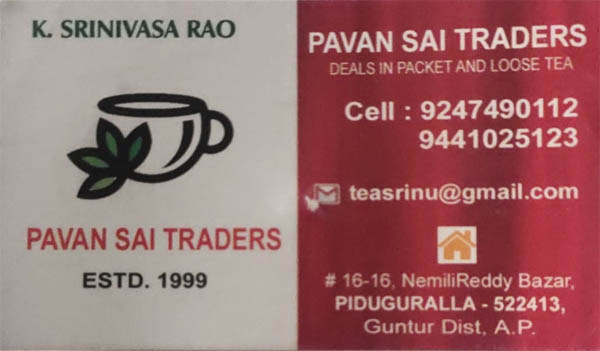 K. SRINIVASA RAO
PAVAN SAI TRADERS
ESTD. 1999
PAVAN SAI TRADERS
DEALS IN PACKET AND LOOSE TEA
Cell : 9247490112
9441025123
teasrinu@gmail.com
# 16-16, NemiliReddy Bazar,
PIDUGURALLA - 522413,
Guntur Dist, A.P.